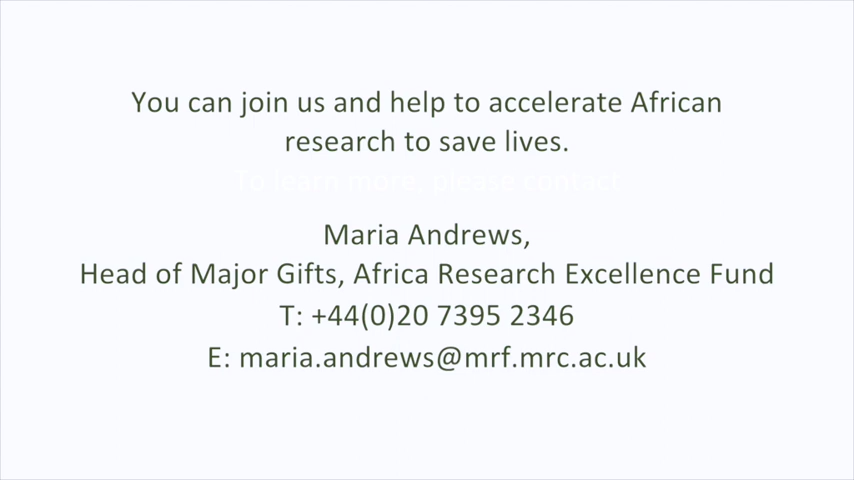 You can join us and help to accelerate African
research to save lives.
To learn more, please contact
Maria Andrews,
Head of Major Gifts, Africa Research Excellence Fund
T: +44(0)20 7395 2346
E: maria.andrews@mrf.mrc.ac.uk